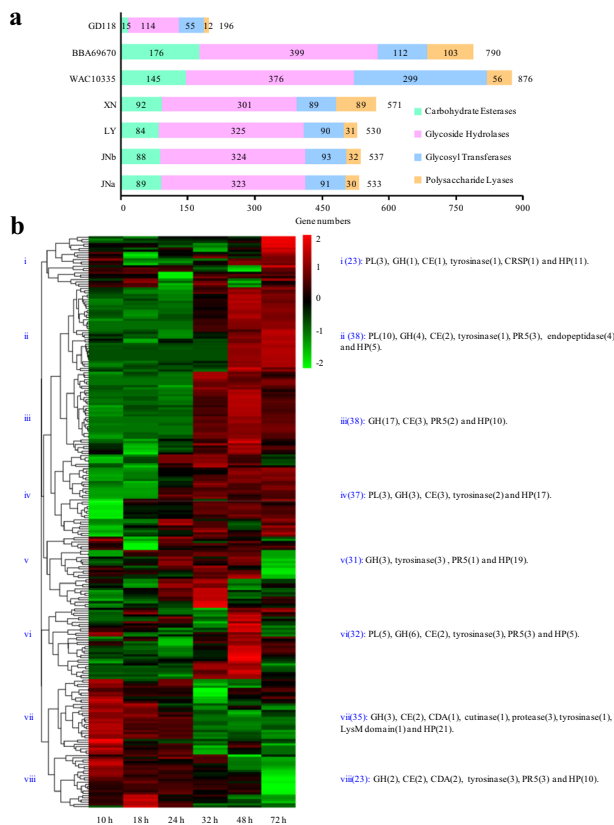 a
GD118 15 114 55 12 196
BBA69670 176 399 112 103 790
WAC10335 145 376 299 56 876
XN 92 301 89 89 571
LY 84 325 90 31 530
JNb 88 324 93 32 537
JNa 89 323 91 30 533
Carbohydrate Esterases
Glycoside Hydrolases
Glycosyl Transferases
Polysaccharide Lyases
0 150 300 450 600 750 900
Gene numbers
b
2
1
0
-1
-2
i
ii
iii
iv
v
vi
vii
viii
i (23): PL(3), GH(1), CE(1), tyrosinase(1), CRSP(1) and HP(11).
ii (38): PL(10), GH(4), CE(2), tyrosinase(1), PR5(3), endopeptidase(4)
and HP(5).
iii(38): GH(17), CE(3), PR5(2) and HP(10).
iv(37): PL(3), GH(3), CE(3), tyrosinase(2) and HP(17).
v(31): GH(3), tyrosinase(3) , PR5(1) and HP(19).
vi(32): PL(5), GH(6), CE(2), tyrosinase(3), PR5(3) and HP(5).
vii(35): GH(3), CE(2), CDA(1), cutinase(1), protease(3), tyrosinase(1),
LysM domain(1) and HP(21).
viii(23): GH(2), CE(2), CDA(2), tyrosinase(3), PR5(3) and HP(10).
10 h 18 h 24 h 32 h 48 h 72 h